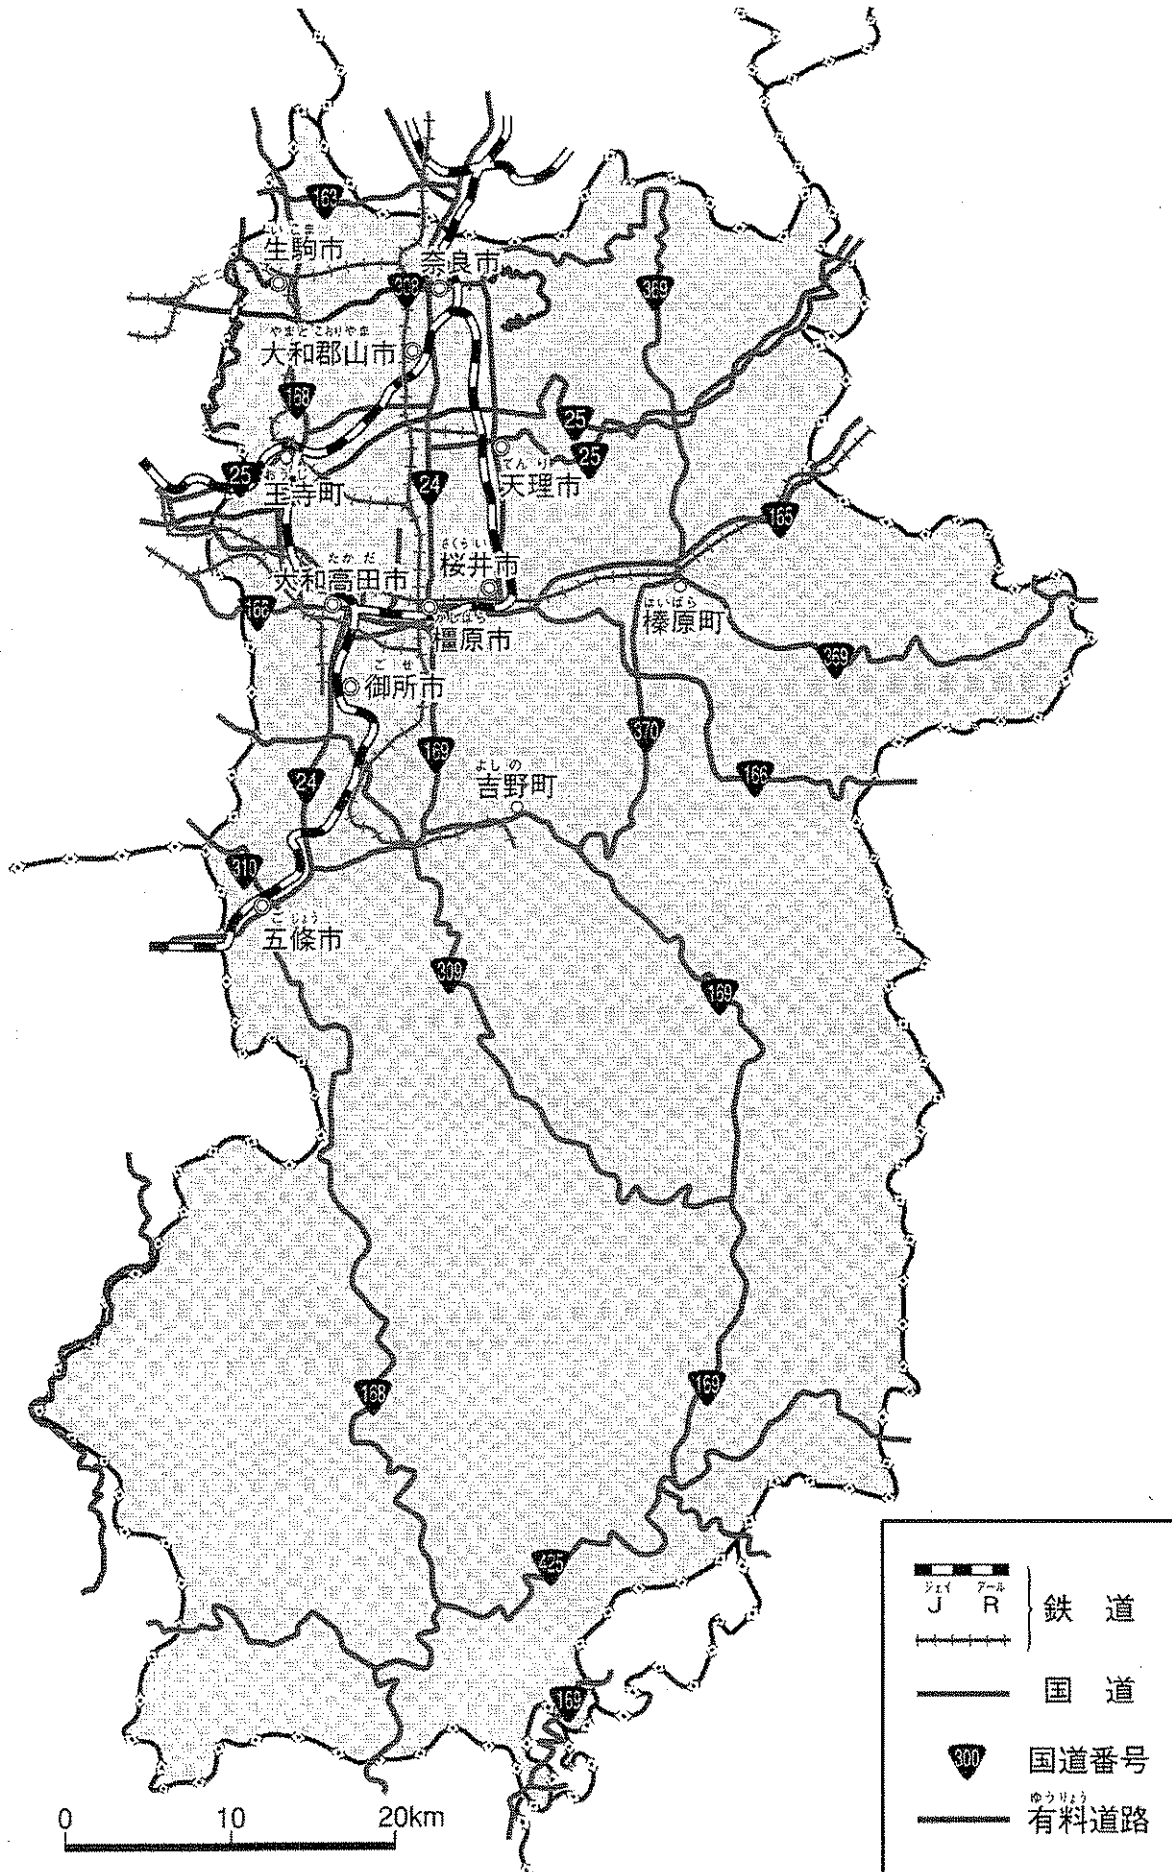 163
いこま
生駒市
奈良市
308
369
やまとこおりやま
大和郡山市
168
25
25
25
おうじ
王寺町
24
てんり
天理市
165
たかだ
大和高田市
さくらい
桜井市
166
かしはら
橿原市
はいばら
榛原町
369
ごせ
御所市
169
370
よしの
吉野町
166
24
310
ごじょう
五條市
309
169
168
169
425
169
ジェイ アール
J R
鉄道
国道
300
国道番号
ゆうりょう
有料道路
0 10 20km